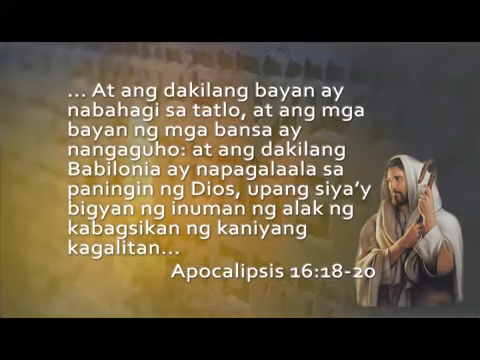 ... At ang dakilang bayan ay
nabahagi sa tatlo, at ang mga
bayan ng mga bansa ay
nangaguho: at ang dakilang
Babilonia ay napagalaala sa
paningin ng Dios, upang siya'y
bigyan ng inuman ng alak ng
kabagsikan ng kaniyang
kagalitan...
Apocalipsis 16:18-20